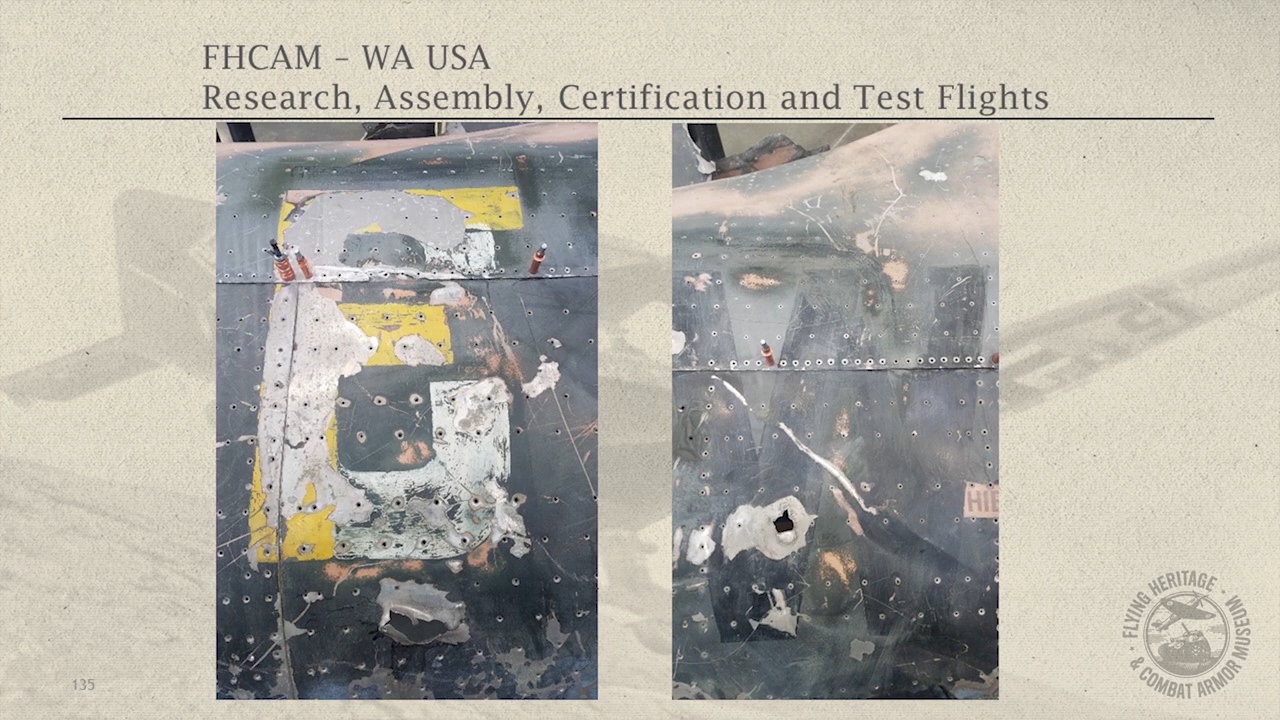 FHCAM – WA USA
Research, Assembly, Certification and Test Flights
HIE
135
FLYING HERITAGE
& COMBAT ARMOR MUSEUM